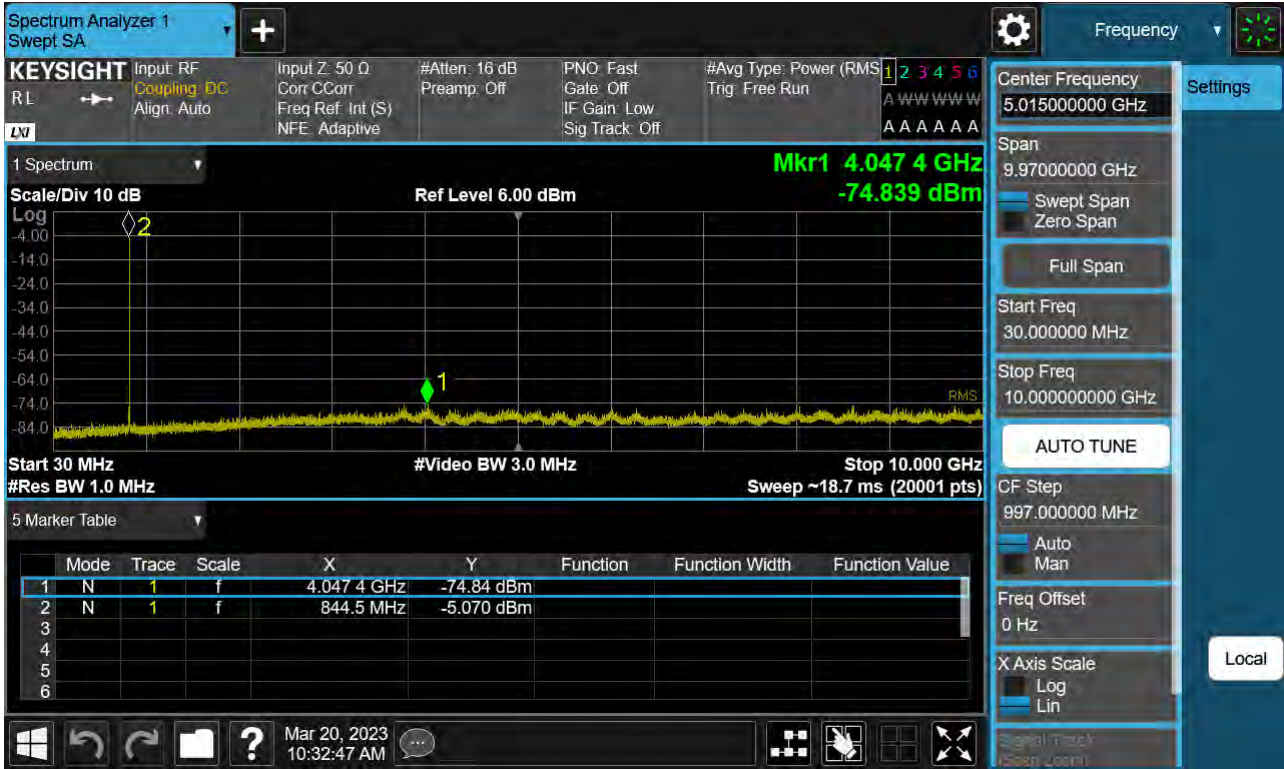 Spectrum Analyzer 1
Swept SA
+
Frequency
KEYSIGHT
RL
LXI
Input: RF
Coupling: DC
Align: Auto
Input Z: 50 Ω
Corr CCorr
Freq Ref: Int (S)
NFE: Adaptive
#Atten: 16 dB
Preamp: Off
PNO: Fast
Gate: Off
IF Gain: Low
Sig Track: Off
#Avg Type: Power (RMS
Trig: Free Run
1 2 3 4 5 6
A W W W W W
A A A A A A
1 Spectrum
Mkr1 4.047 4 GHz
Scale/Div 10 dB
Ref Level 6.00 dBm
-74.839 dBm
Log
2
-4.00
-14.0
-24.0
-34.0
-44.0
-54.0
-64.0
1
-74.0
RMS
-84.0
Start 30 MHz
#Video BW 3.0 MHz
Stop 10.000 GHz
#Res BW 1.0 MHz
Sweep ~18.7 ms (20001 pts)
5 Marker Table
Mode Trace Scale X Y Function Function Width Function Value
1 N 1 f 4.047 4 GHz -74.84 dBm
2 N 1 f 844.5 MHz -5.070 dBm
3
4
5
6
?
Mar 20, 2023
10:32:47 AM
Center Frequency
5.015000000 GHz
Settings
Span
9.97000000 GHz
Swept Span
Zero Span
Full Span
Start Freq
30.000000 MHz
Stop Freq
10.000000000 GHz
AUTO TUNE
CF Step
997.000000 MHz
Auto
Man
Freq Offset
0 Hz
X Axis Scale
Log
Lin
Local
Signal Track
(Span Zoom)